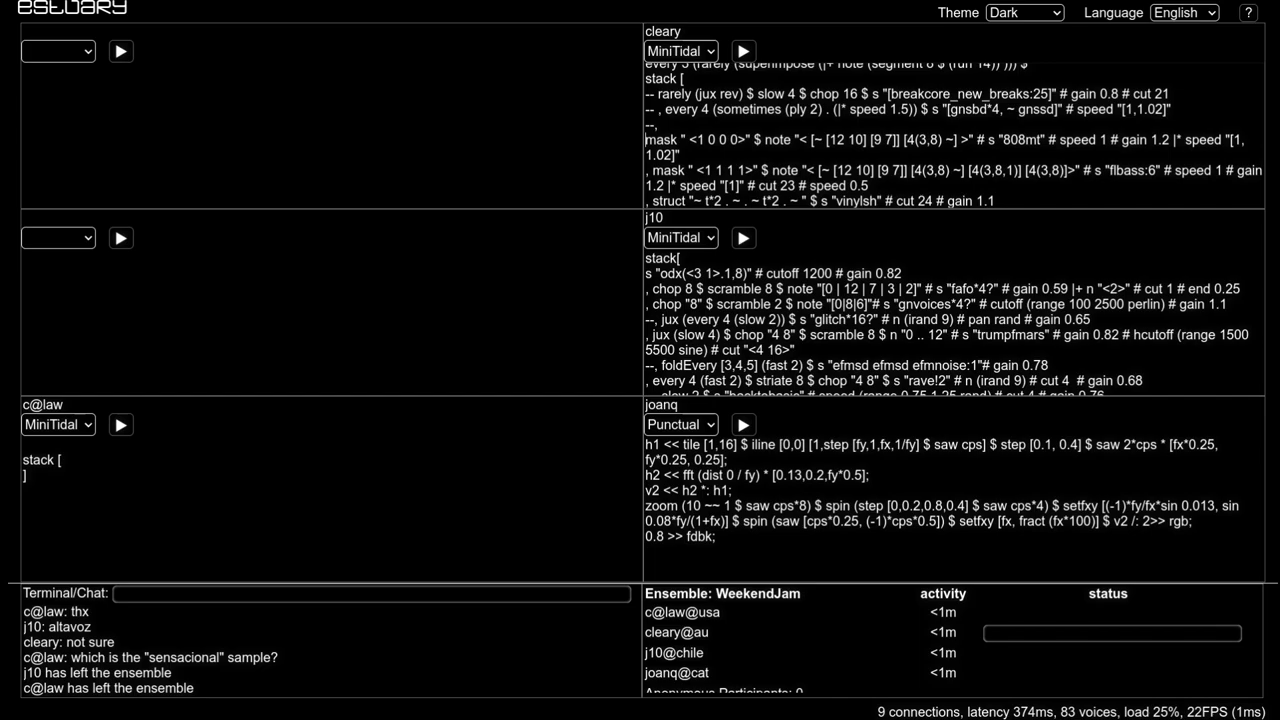 estuary
Theme Dark Language English ?
cleary
MiniTidal
every 3 (rarely (superimpose (|+ note (segment 8 $ (run 14)) ))) $
stack [
-- rarely (jux rev) $ slow 4 $ chop 16 $ s "[breakcore_new_breaks:25]" # gain 0.8 # cut 21
-- , every 4 (sometimes (ply 2) . (|* speed 1.5)) $ s "[gnsbd*4, ~ gnssd]" # speed "[1,1.02]"
--,
mask " <1 0 0 0>" $ note "< [~ [12 10] [9 7]] [4(3,8) ~] >" # s "808mt" # speed 1 # gain 1.2 |* speed "[1,
1.02]"
, mask " <1 1 1 1>" $ note "< [~ [12 10] [9 7]] [4(3,8) ~] [4(3,8,1)] [4(3,8)]>" # s "flbass:6" # speed 1 # gain
1.2 |* speed "[1]" # cut 23 # speed 0.5
, struct "~ t*2 . ~ . ~ t*2 . ~ " $ s "vinylsh" # cut 24 # gain 1.1
j10
MiniTidal
stack[
s "odx(<3 1>.1,8)" # cutoff 1200 # gain 0.82
, chop 8 $ scramble 8 $ note "[0 | 12 | 7 | 3 | 2]" # s "fafo*4?" # gain 0.59 |+ n "<2>" # cut 1 # end 0.25
, chop "8" $ scramble 2 $ note "[0|8|6]"# s "gnvoices*4?" # cutoff (range 100 2500 perlin) # gain 1.1
--, jux (every 4 (slow 2)) $ s "glitch*16?" # n (irand 9) # pan rand # gain 0.65
, jux (slow 4) $ chop "4 8" $ scramble 8 $ n "0 .. 12" # s "trumpfmars" # gain 0.82 # hcutoff (range 1500
5500 sine) # cut "<4 16>"
--, foldEvery [3,4,5] (fast 2) $ s "efmsd efmsd efmnoise:1"# gain 0.78
, every 4 (fast 2) $ striate 8 $ chop "4 8" $ s "rave!2" # n (irand 9) # cut 4  # gain 0.68
c@law
MiniTidal
stack [
]
joanq
Punctual
h1 << tile [1,16] $ iline [0,0] [1,step [fy,1,fx,1/fy] $ saw cps] $ step [0.1, 0.4] $ saw 2*cps * [fx*0.25,
fy*0.25, 0.25];
h2 << fft (dist 0 / fy) * [0.13,0.2,fy*0.5];
v2 << h2 *: h1;
zoom (10 ~~ 1 $ saw cps*8) $ spin (step [0,0.2,0.8,0.4] $ saw cps*4) $ setfxy [(-1)*fy/fx*sin 0.013, sin
0.08*fy/(1+fx)] $ spin (saw [cps*0.25, (-1)*cps*0.5]) $ setfxy [fx, fract (fx*100)] $ v2 /: 2>> rgb;
0.8 >> fdbk;
Terminal/Chat:
c@law: thx
j10: altavoz
cleary: not sure
c@law: which is the "sensacional" sample?
j10 has left the ensemble
c@law has left the ensemble
Ensemble: WeekendJam activity status
c@law@usa <1m
cleary@au <1m
j10@chile <1m
joanq@cat <1m
Anonymous Participants: 0
9 connections, latency 374ms, 83 voices, load 25%, 22FPS (1ms)